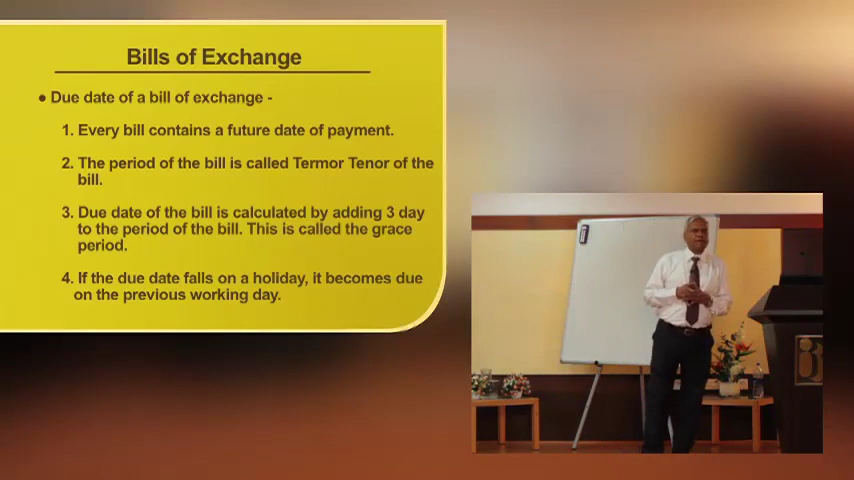 Bills of Exchange
● Due date of a bill of exchange -
1. Every bill contains a future date of payment.
2. The period of the bill is called Termor Tenor of the
bill.
3. Due date of the bill is calculated by adding 3 day
to the period of the bill. This is called the grace
period.
4. If the due date falls on a holiday, it becomes due
on the previous working day.